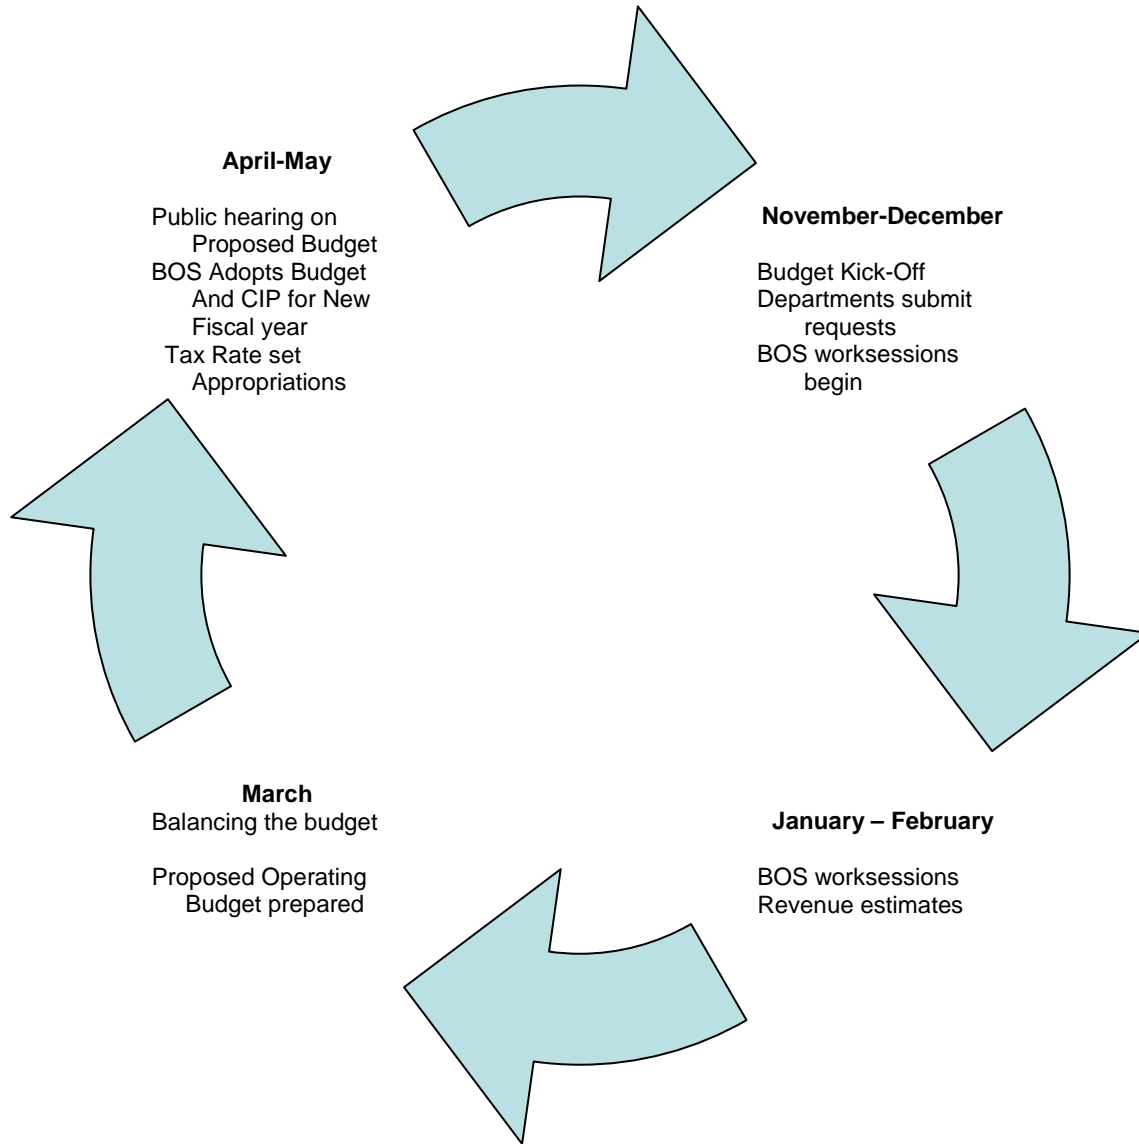 April-May
Public hearing on
Proposed Budget
BOS Adopts Budget
And CIP for New
Fiscal year
Tax Rate set
Appropriations
November-December
Budget Kick-Off
Departments submit
requests
BOS worksessions
begin
January – February
BOS worksessions
Revenue estimates
March
Balancing the budget
Proposed Operating
Budget prepared